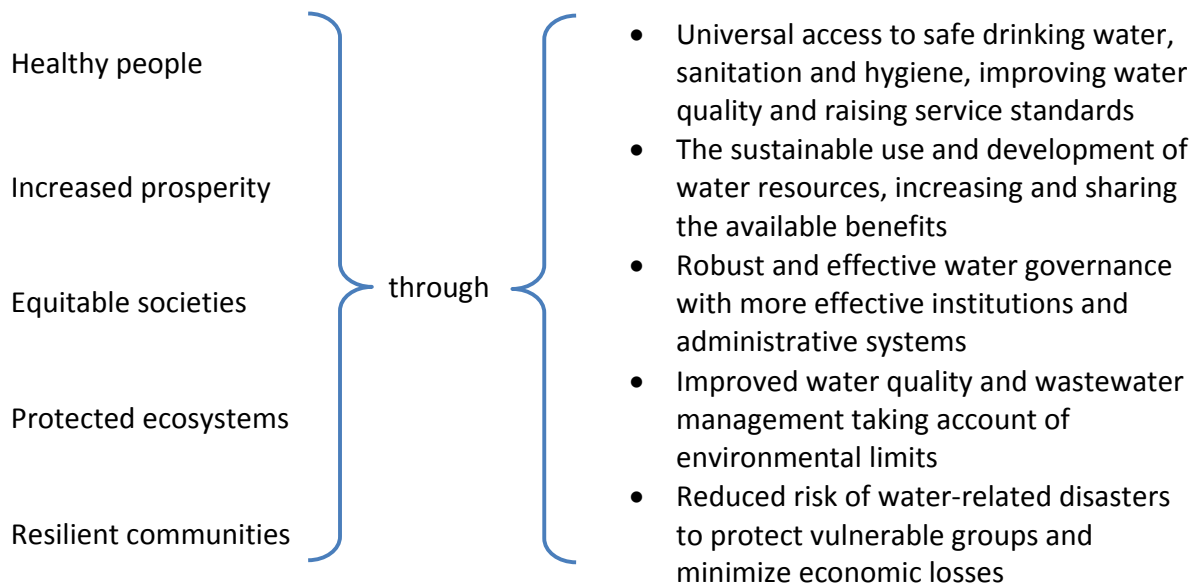 Healthy people
Increased prosperity
Equitable societies
Protected ecosystems
Resilient communities
through
• Universal access to safe drinking water,
sanitation and hygiene, improving water
quality and raising service standards
• The sustainable use and development of
water resources, increasing and sharing
the available benefits
• Robust and effective water governance
with more effective institutions and
administrative systems
• Improved water quality and wastewater
management taking account of
environmental limits
• Reduced risk of water-related disasters
to protect vulnerable groups and
minimize economic losses